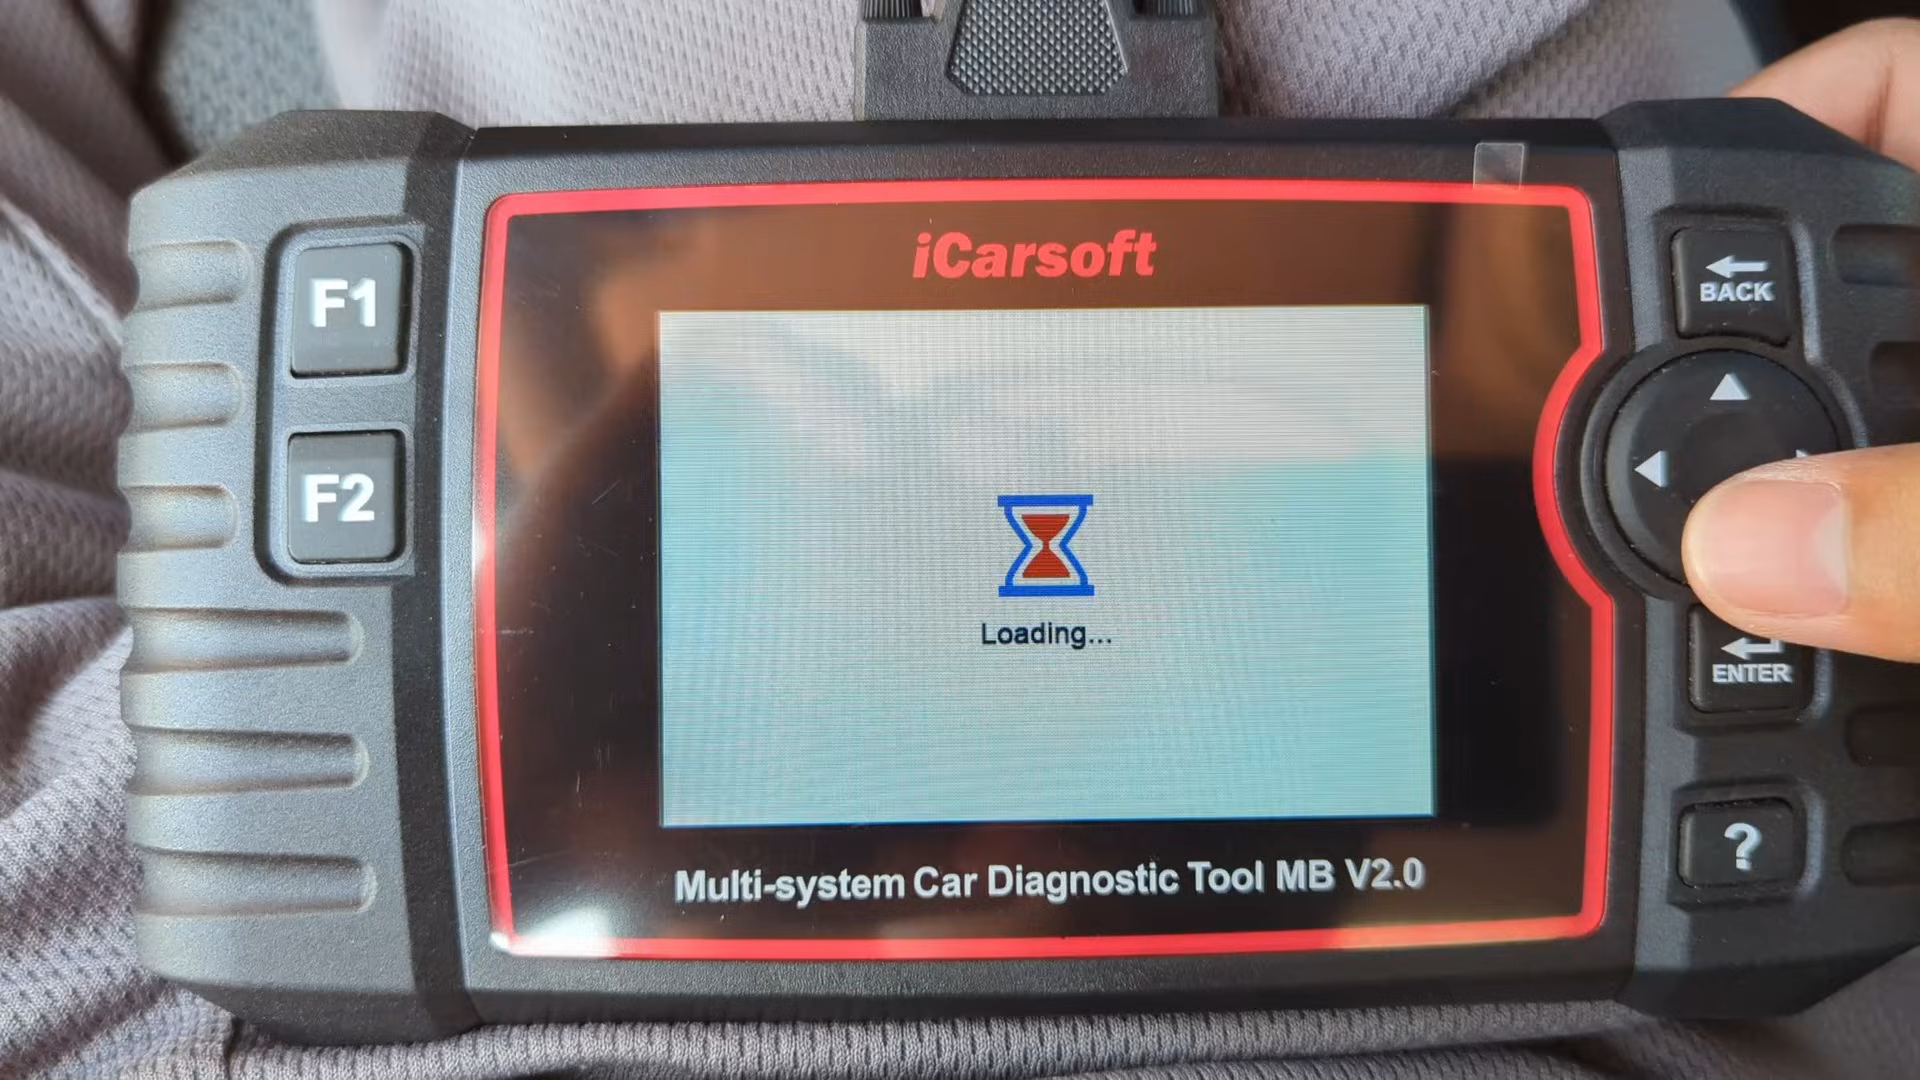 iCarsoft
F1
BACK
F2
Loading...
ENTER
?
Multi-system Car Diagnostic Tool MB V2.0